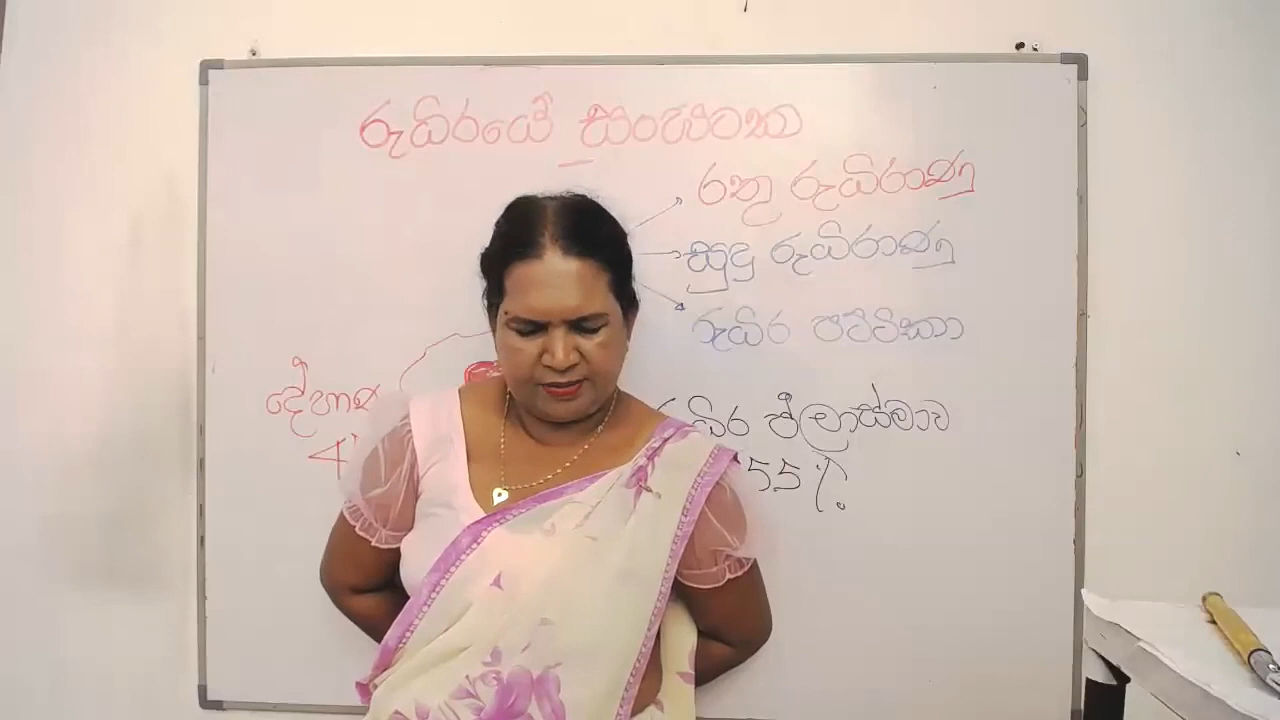 රුධිරයේ සංඝටක
රතු රුධිරාණු
සුදු රුධිරාණු
රුධිර පට්ටිකා
රුධිර ප්ලාස්මාව
55%